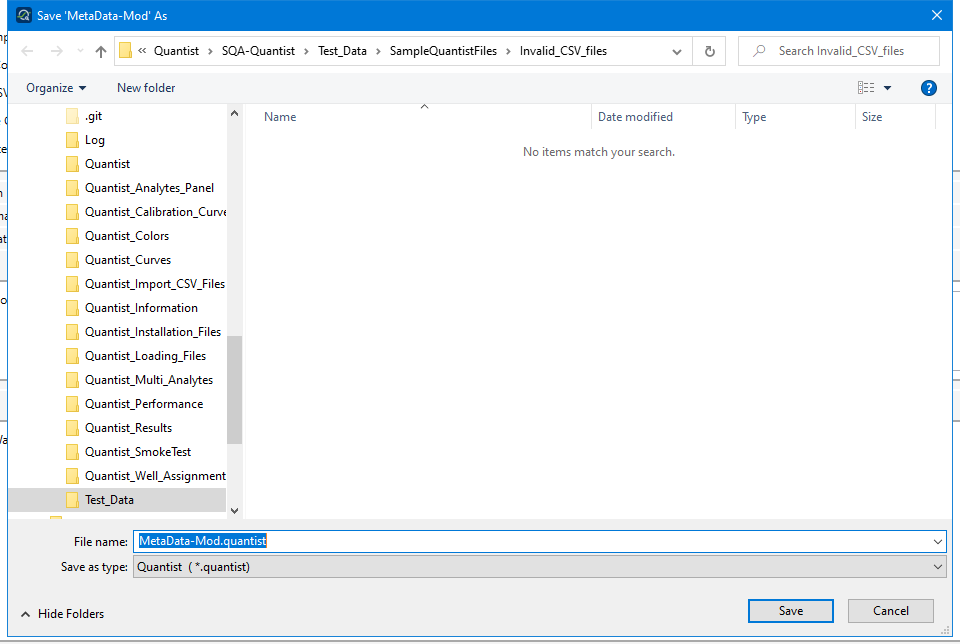 Save 'MetaData-Mod' As
« Quantist › SQA-Quantist › Test_Data › SampleQuantistFiles › Invalid_CSV_files
Search Invalid_CSV_files
Organize
New folder
Name
Date modified
Type
Size
.git
Log
Quantist
Quantist_Analytes_Panel
Quantist_Calibration_Curve
Quantist_Colors
Quantist_Curves
Quantist_Import_CSV_Files
Quantist_Information
Quantist_Installation_Files
Quantist_Loading_Files
Quantist_Multi_Analytes
Quantist_Performance
Quantist_Results
Quantist_SmokeTest
Quantist_Well_Assignment
Test_Data
No items match your search.
File name: MetaData-Mod.quantist
Save as type: Quantist ( *.quantist)
Hide Folders
Save
Cancel